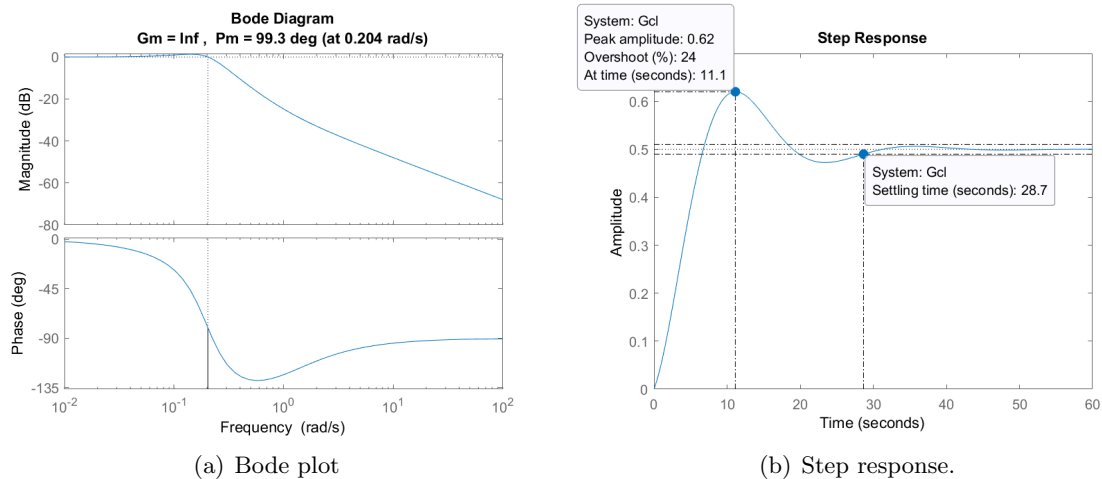 Bode Diagram
Gm = Inf , Pm = 99.3 deg (at 0.204 rad/s)
0
-20
-40
-60
-80
Magnitude (dB)
0
-45
-90
-135
Phase (deg)
10^-2
10^-1
10^0
10^1
10^2
Frequency (rad/s)
(a) Bode plot
System: Gcl
Peak amplitude: 0.62
Overshoot (%): 24
At time (seconds): 11.1
Step Response
0.6
0.5
0.4
0.3
0.2
0.1
0
Amplitude
System: Gcl
Settling time (seconds): 28.7
0
10
20
30
40
50
60
Time (seconds)
(b) Step response.